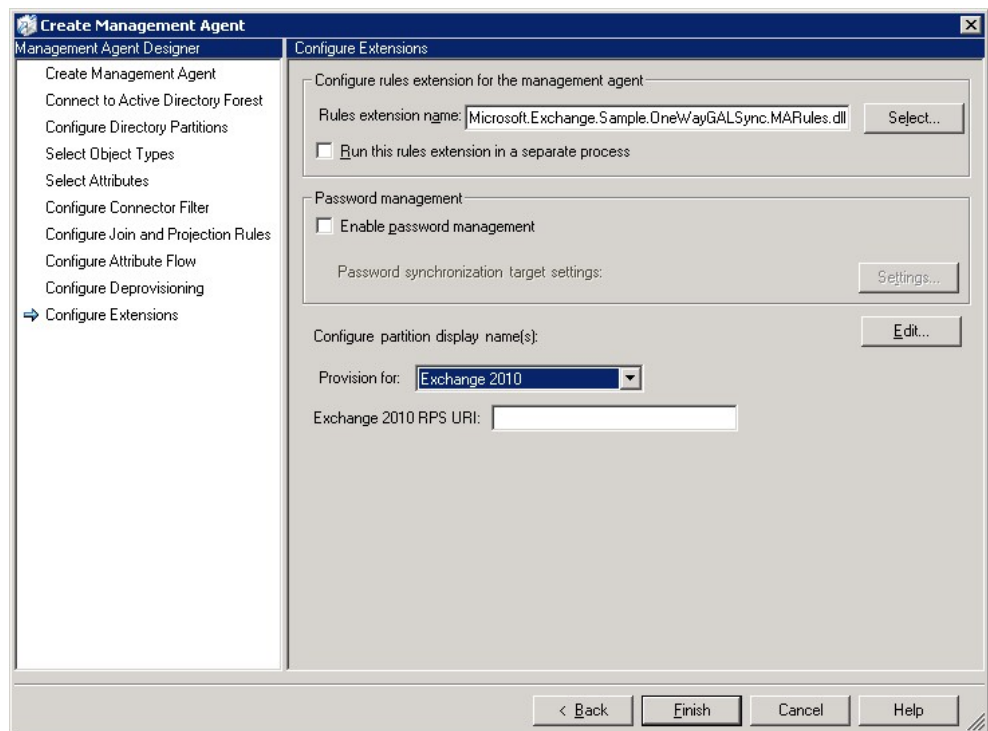 Create Management Agent
Management Agent Designer
Create Management Agent
Connect to Active Directory Forest
Configure Directory Partitions
Select Object Types
Select Attributes
Configure Connector Filter
Configure Join and Projection Rules
Configure Attribute Flow
Configure Deprovisioning
Configure Extensions
Configure Extensions
Configure rules extension for the management agent
Rules extension name: Microsoft.Exchange.Sample.OneWayGALSync.MARules.dll Select...
Run this rules extension in a separate process
Password management
Enable password management
Password synchronization target settings: Settings...
Configure partition display name(s): Edit...
Provision for: Exchange 2010
Exchange 2010 RPS URI:
< Back Finish Cancel Help